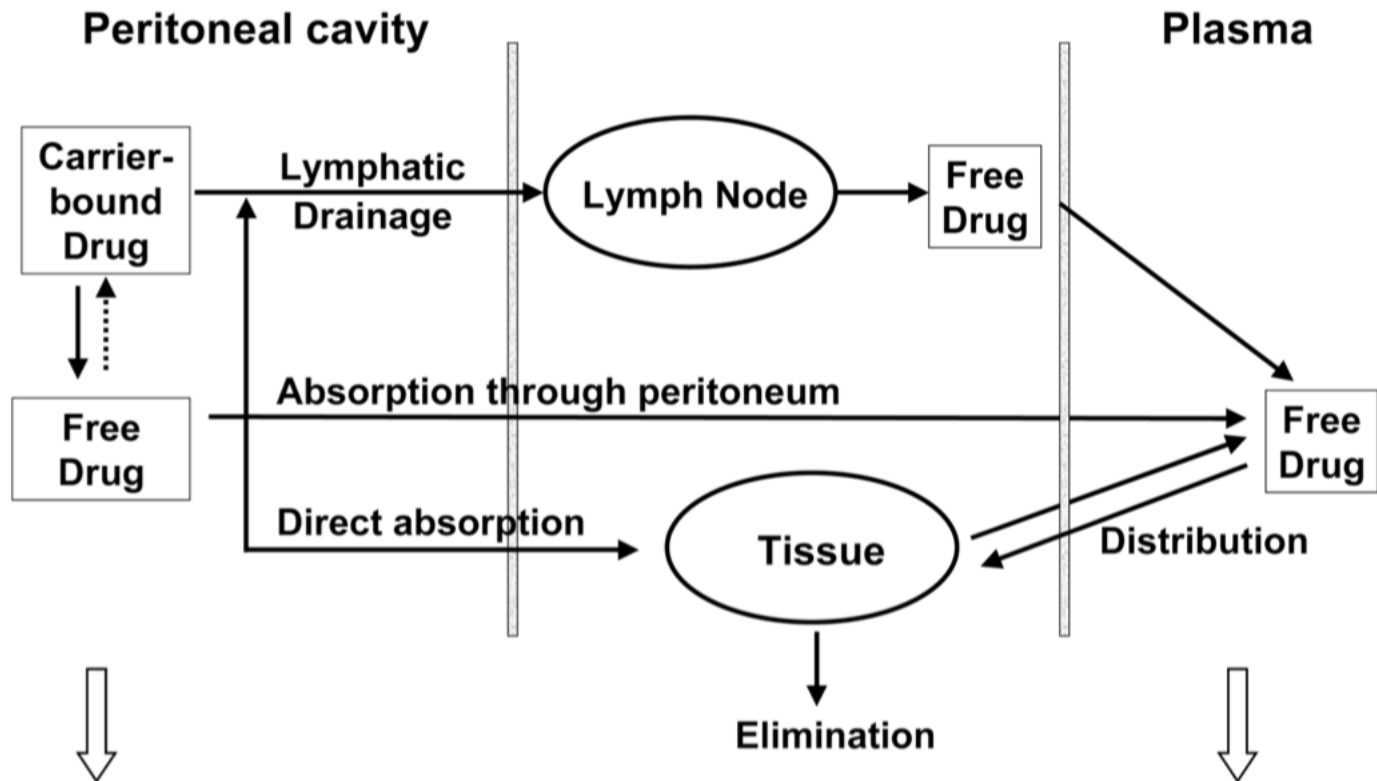 Peritoneal cavity
Plasma
Carrier-
bound
Drug
Lymphatic
Drainage
Lymph Node
Free
Drug
Absorption through peritoneum
Free
Drug
Free
Drug
Direct absorption
Tissue
Distribution
Elimination